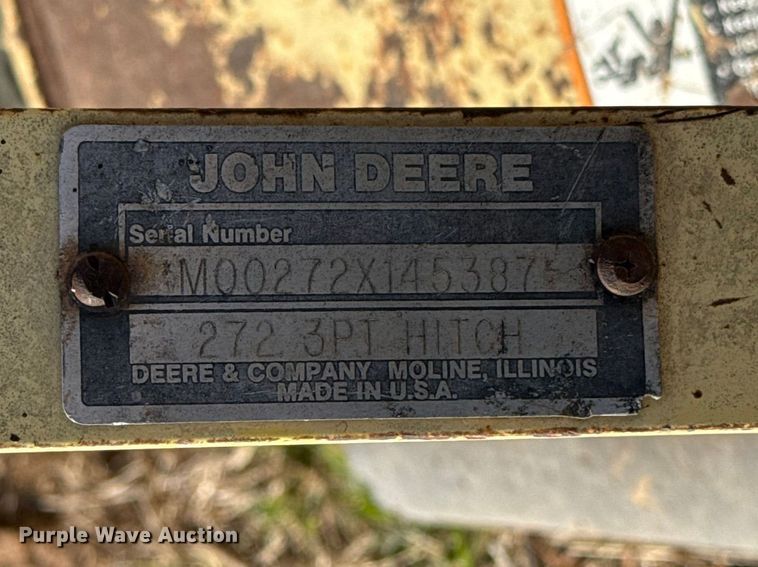 JOHN DEERE
Serial Number
*M00272X145387*
272 3PT HITCH
DEERE & COMPANY MOLINE, ILLINOIS
MADE IN U.S.A.
Purple Wave Auction